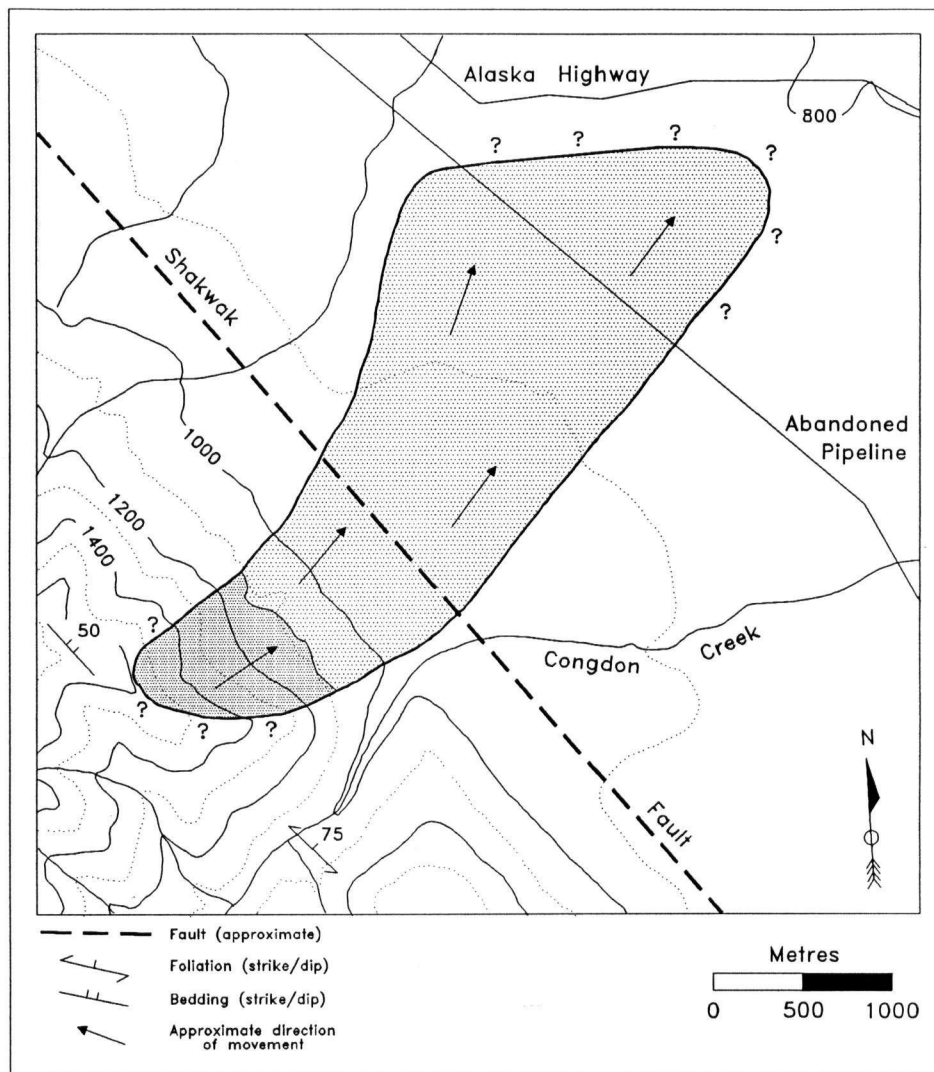 Alaska Highway
800
?
?
?
?
?
?
Shakwak
1000
Abandoned
Pipeline
1200
1400
50
?
Congdon
Creek
?
?
?
N
75
Fault
Fault (approximate)
Foliation (strike/dip)
Bedding (strike/dip)
Approximate direction
of movement
Metres
0 500 1000